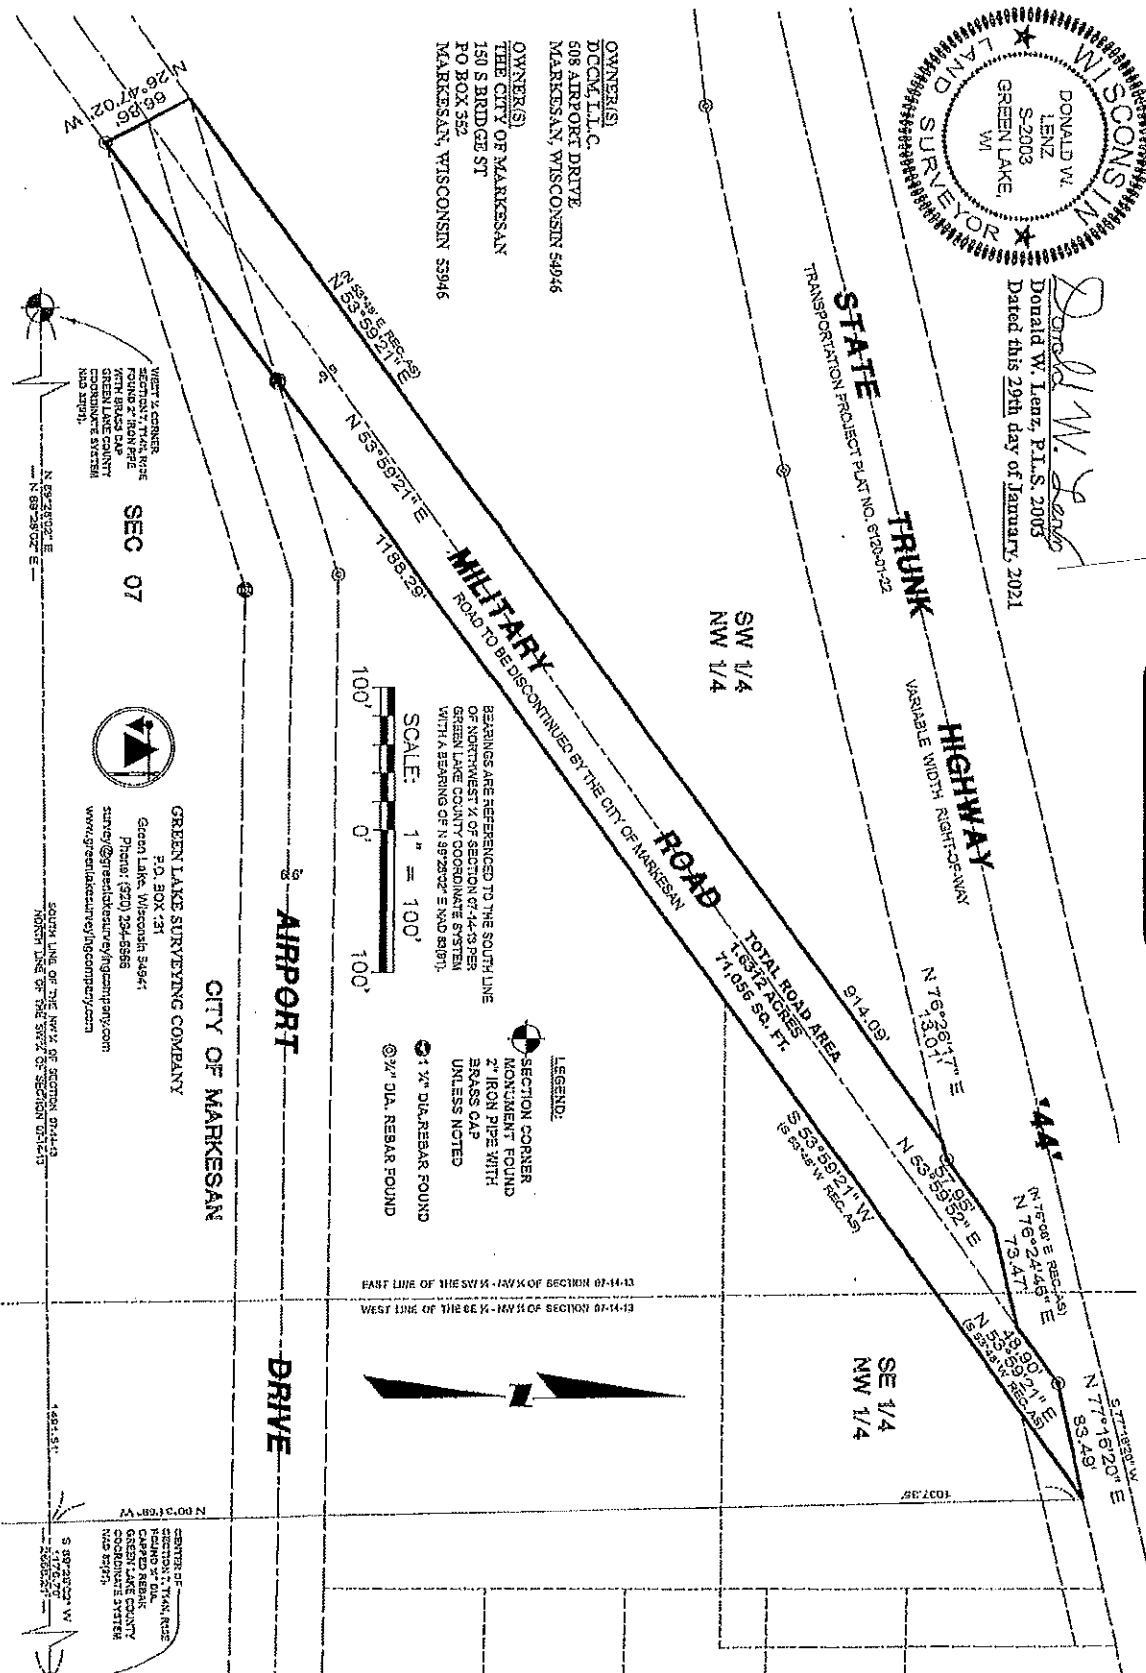 WISCONSIN
LAND SURVEYOR
DONALD W.
LENZ
S-2003
GREEN LAKE,
WI
Donald W. Lenz
Donald W. Lenz, P.L.S. 2003
Dated this 29th day of January, 2021
OWNER(S)
DCCM, L.L.C.
508 AIRPORT DRIVE
MARKESAN, WISCONSIN 54946
OWNER(S)
THE CITY OF MARKESAN
150 S BRIDGE ST
PO BOX 352
MARKESAN, WISCONSIN 53946
STATE TRUNK HIGHWAY '44'
TRANSPORTATION PROJECT PLAT NO. 6120-01-22
VARIABLE WIDTH RIGHT-OF-WAY
SW 1/4
NW 1/4
SE 1/4
NW 1/4
N 26°47'02" W
66.86'
N 53°59'21" E
N 53°59'21" E
1188.29'
MILITARY ROAD
ROAD TO BE DISCONTINUED BY THE CITY OF MARKESAN
TOTAL ROAD AREA
1.6312 ACRES
71,056 SQ. FT.
914.09'
N 76°26'17" E
13.01'
57.95'
N 53°59'52" E
(N 76°06' E REC. AS)
N 76°24'46" E
73.47'
48.90'
N 53°59'21" E
(S 53°48' W REC. AS)
N 77°16'20" E
83.49'
S 53°59'21" W
(S 53°48' W REC. AS)
1037.35'
BEARINGS ARE REFERENCED TO THE SOUTH LINE
OF NORTHWEST ¼ OF SECTION 07-14-13 PER
GREEN LAKE COUNTY COORDINATE SYSTEM
WITH A BEARING OF N 89°28'02" E NAD 83(91).
100' 0' 100'
SCALE: 1" = 100'
LEGEND:
SECTION CORNER
MONUMENT FOUND
2" IRON PIPE WITH
BRASS CAP
UNLESS NOTED
1 ¼" DIA. REBAR FOUND
¾" DIA. REBAR FOUND
N
EAST LINE OF THE SW ¼ - NW ¼ OF SECTION 07-14-13
WEST LINE OF THE SE ¼ - NW ¼ OF SECTION 07-14-13
AIRPORT DRIVE
CITY OF MARKESAN
WEST ¼ CORNER
SECTION 7, T14N, R13E
FOUND 2" IRON PIPE
WITH BRASS CAP
GREEN LAKE COUNTY
COORDINATE SYSTEM
NAD 83(91).
SEC 07
N 89°28'02" E
N 89°28'02" E
GREEN LAKE SURVEYING COMPANY
P.O. BOX 131
Green Lake, Wisconsin 54941
survey@greenlakesurveyingcompany.com
www.greenlakesurveyingcompany.com
SOUTH LINE OF THE NW ¼ OF SECTION 07-14-13
NORTH LINE OF THE SW ¼ OF SECTION 07-14-13
1491.51'
CENTER OF
SECTION 7, T14N, R13E
CAPPED REBAR
GREEN LAKE COUNTY
COORDINATE SYSTEM
NAD 83(91).
S 89°28'02" W